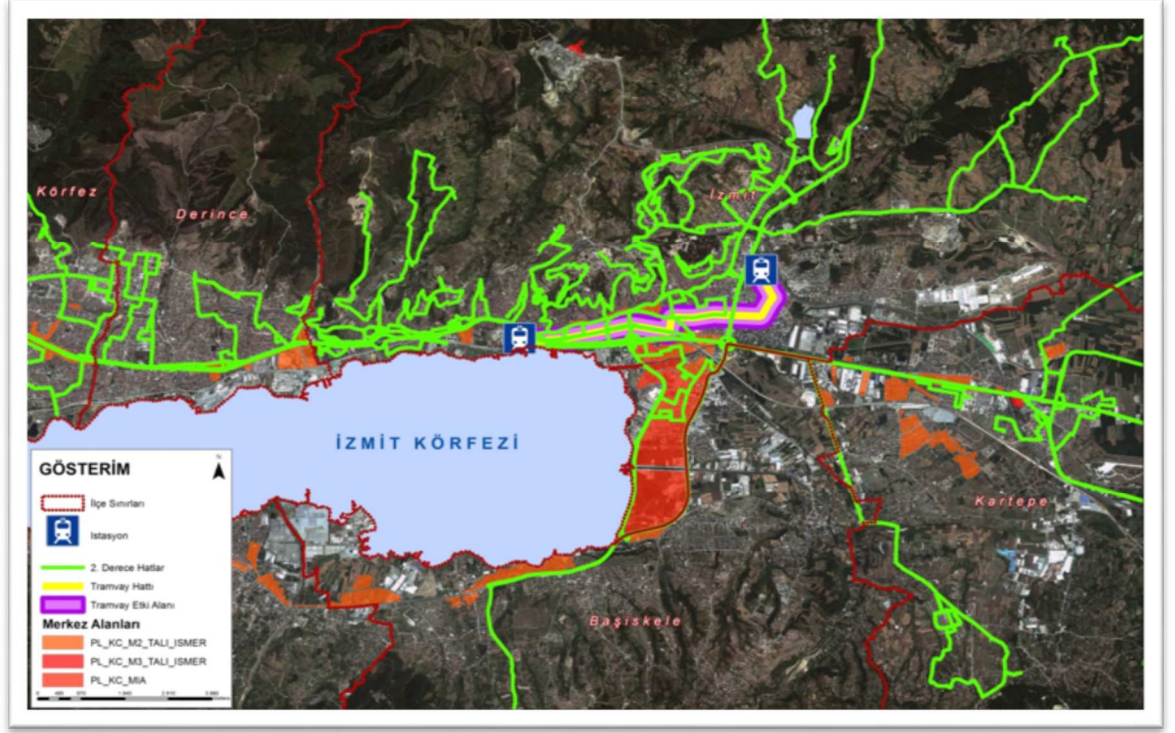 Körfez
Derince
İzmit
İZMİT KÖRFEZİ
Kartepe
Başiskele
GÖSTERİM
N
İlçe Sınırları
İstasyon
2. Derece Hatlar
Tramvay Hattı
Tramvay Etki Alanı
Merkez Alanları
PL_KC_M2_TALI_ISMER
PL_KC_M3_TALI_ISMER
PL_KC_MIA